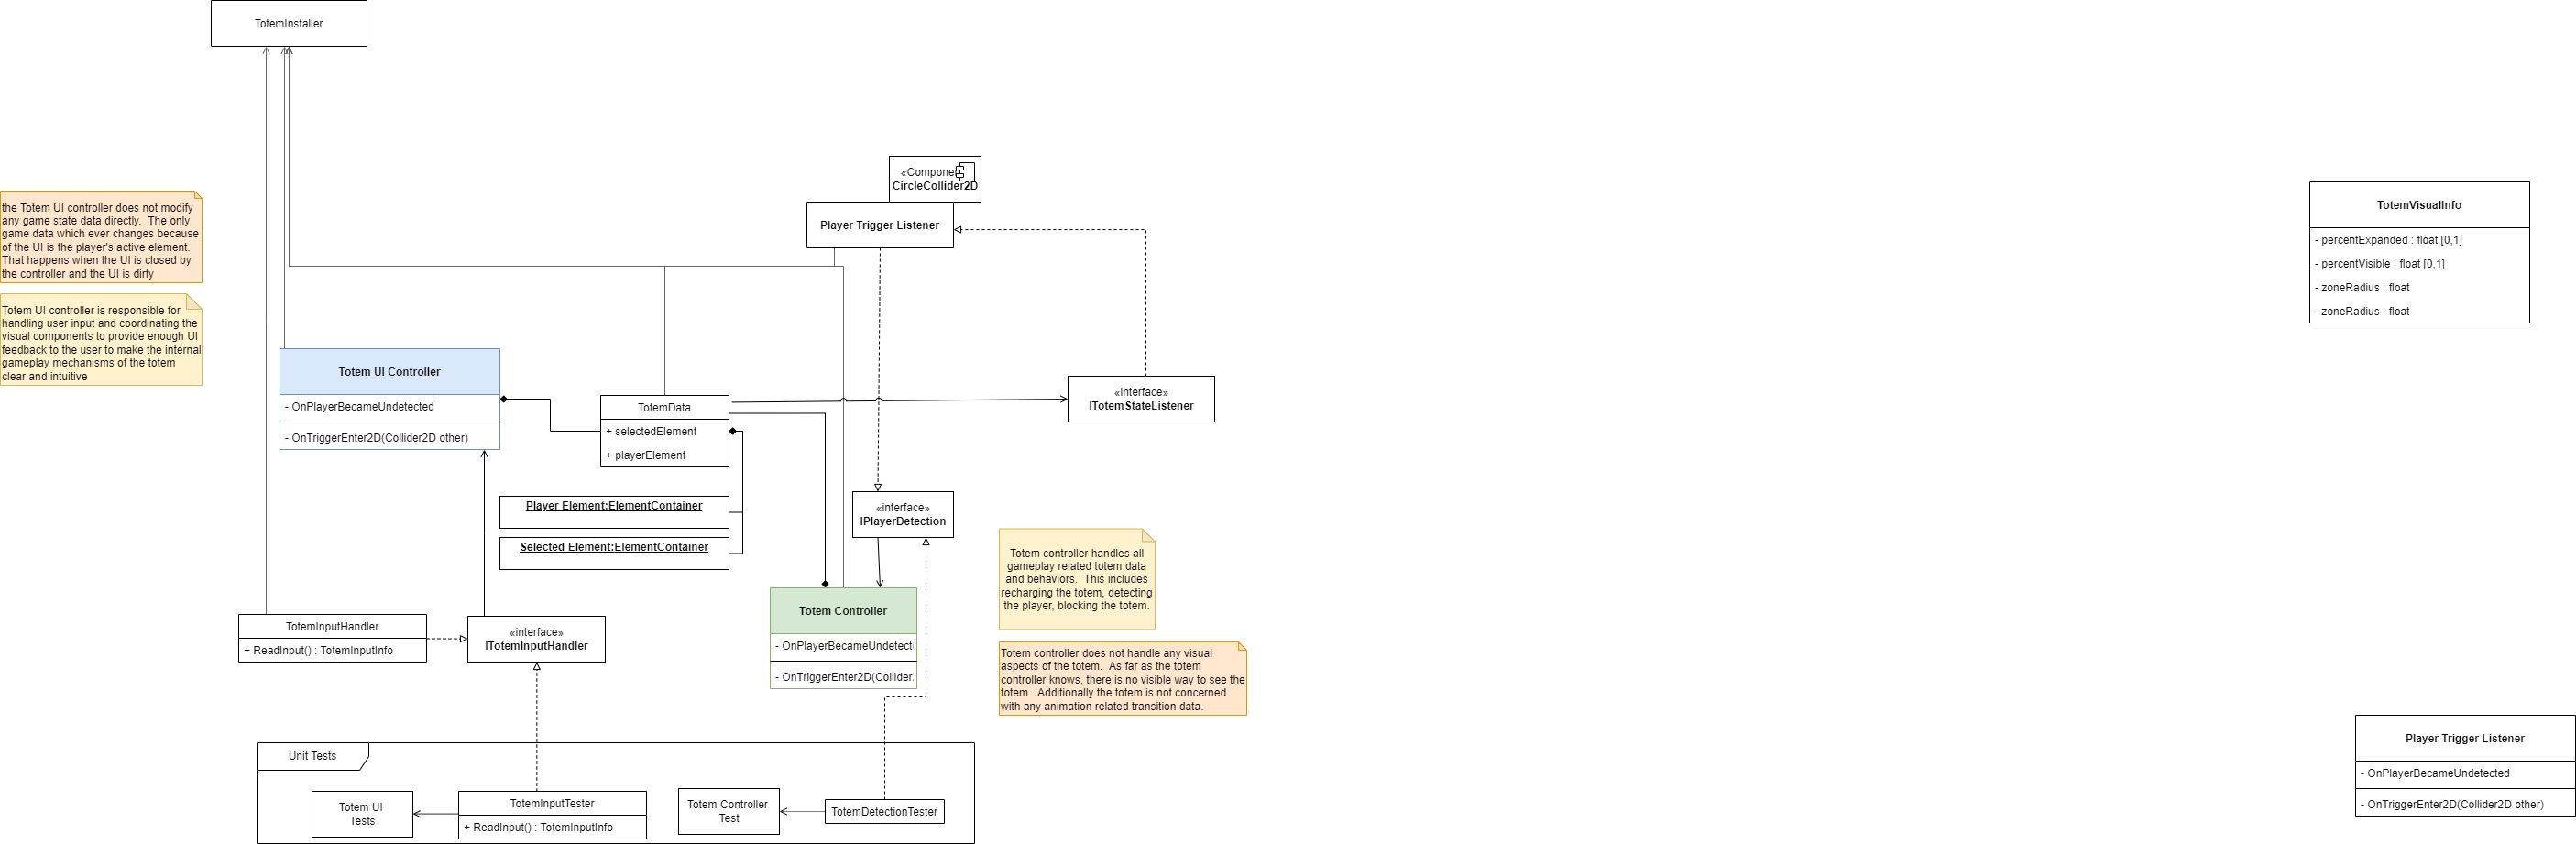 TotemInstaller
«Component»
CircleCollider2D
Player Trigger Listener
the Totem UI controller does not modify
any game state data directly.  The only
game data which ever changes because
of the UI is the player's active element.
That happens when the UI is closed by
the controller and the UI is dirty
Totem UI controller is responsible for
handling user input and coordinating the
visual components to provide enough UI
feedback to the user to make the internal
gameplay mechanisms of the totem
clear and intuitive
TotemVisualInfo
- percentExpanded : float [0,1]
- percentVisible : float [0,1]
- zoneRadius : float
- zoneRadius : float
Totem UI Controller
- OnPlayerBecameUndetected
- OnTriggerEnter2D(Collider2D other)
TotemData
+ selectedElement
+ playerElement
«interface»
ITotemStateListener
Player Element:ElementContainer
Selected Element:ElementContainer
«interface»
IPlayerDetection
Totem controller handles all
gameplay related totem data
and behaviors.  This includes
recharging the totem, detecting
the player, blocking the totem.
Totem Controller
- OnPlayerBecameUndetect
- OnTriggerEnter2D(Collider
TotemInputHandler
+ ReadInput() : TotemInputInfo
«interface»
ITotemInputHandler
Totem controller does not handle any visual
aspects of the totem.  As far as the totem
controller knows, there is no visible way to see the
totem.  Additionally the totem is not concerned
with any animation related transition data.
Unit Tests
Totem UI
Tests
TotemInputTester
+ ReadInput() : TotemInputInfo
Totem Controller
Test
TotemDetectionTester
Player Trigger Listener
- OnPlayerBecameUndetected
- OnTriggerEnter2D(Collider2D other)